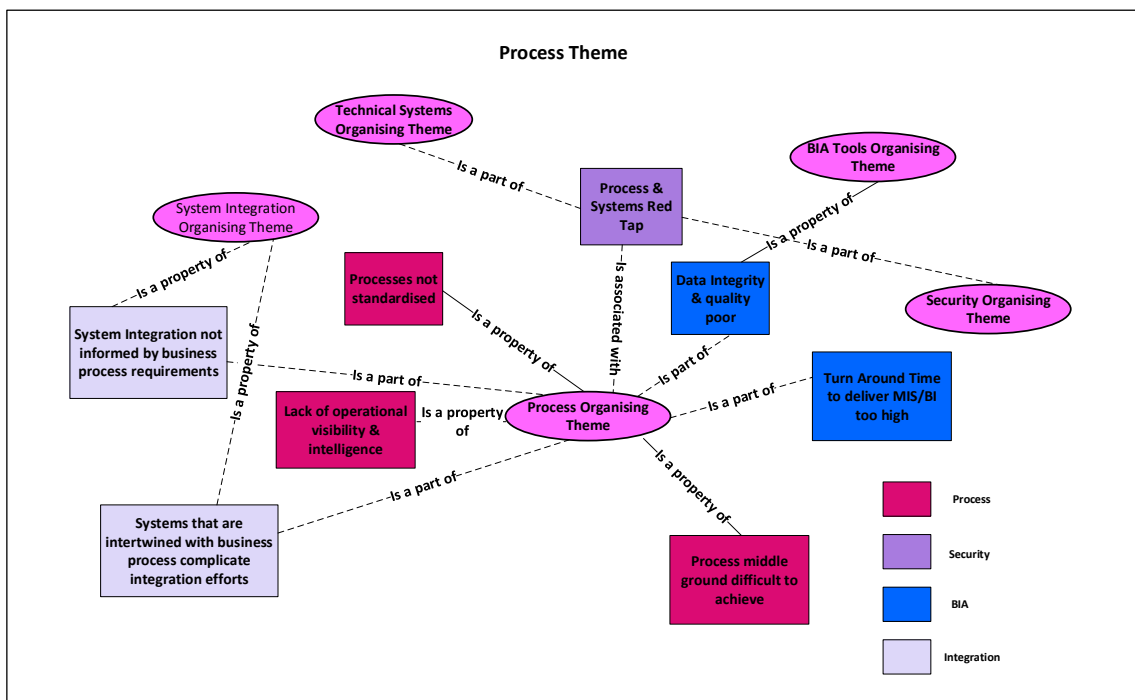 Process Theme
Technical Systems
Organising Theme
BIA Tools Organising
Theme
Is a part of
Process &
Systems Red
Tap
System Integration
Organising Theme
Is a property of
Is a part of
Is a property of
Processes not
standardised
Is associated with
Data Integrity
& quality
poor
Security Organising
Theme
System Integration not
informed by business
process requirements
Is a property of
Is a property of
Is part of
Turn Around Time
to deliver MIS/BI
too high
Is a part of
Is a part of
Lack of operational
visibility &
intelligence
Is a property
of
Process Organising
Theme
Is a part of
Is a property of
Systems that are
intertwined with business
process complicate
integration efforts
Process middle
ground difficult to
achieve
Process
Security
BIA
Integration